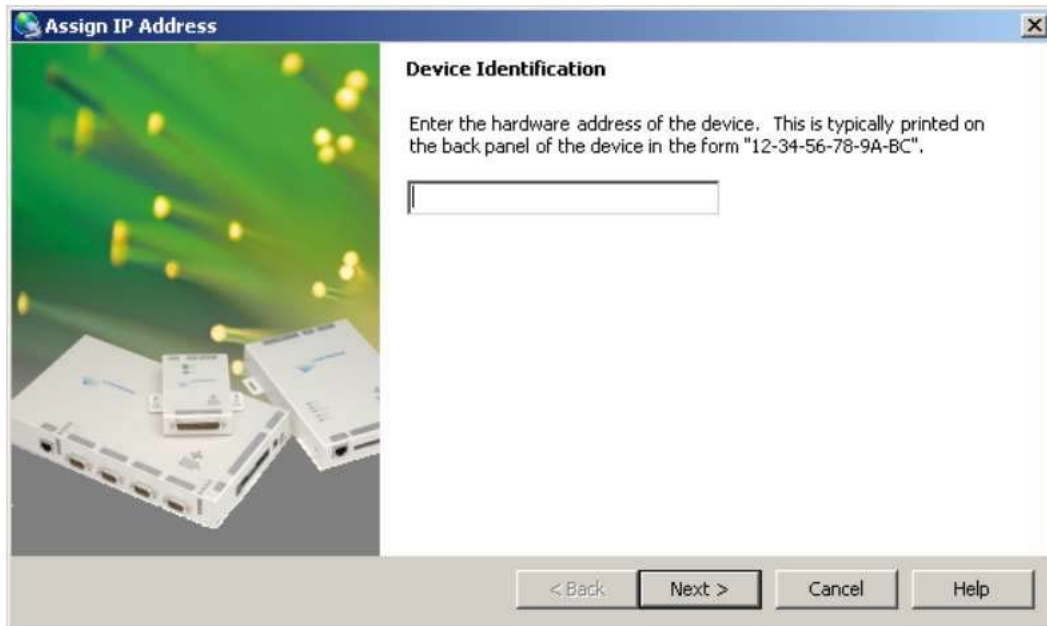 Assign IP Address
Device Identification
Enter the hardware address of the device. This is typically printed on
the back panel of the device in the form "12-34-56-78-9A-BC".
< Back
Next >
Cancel
Help